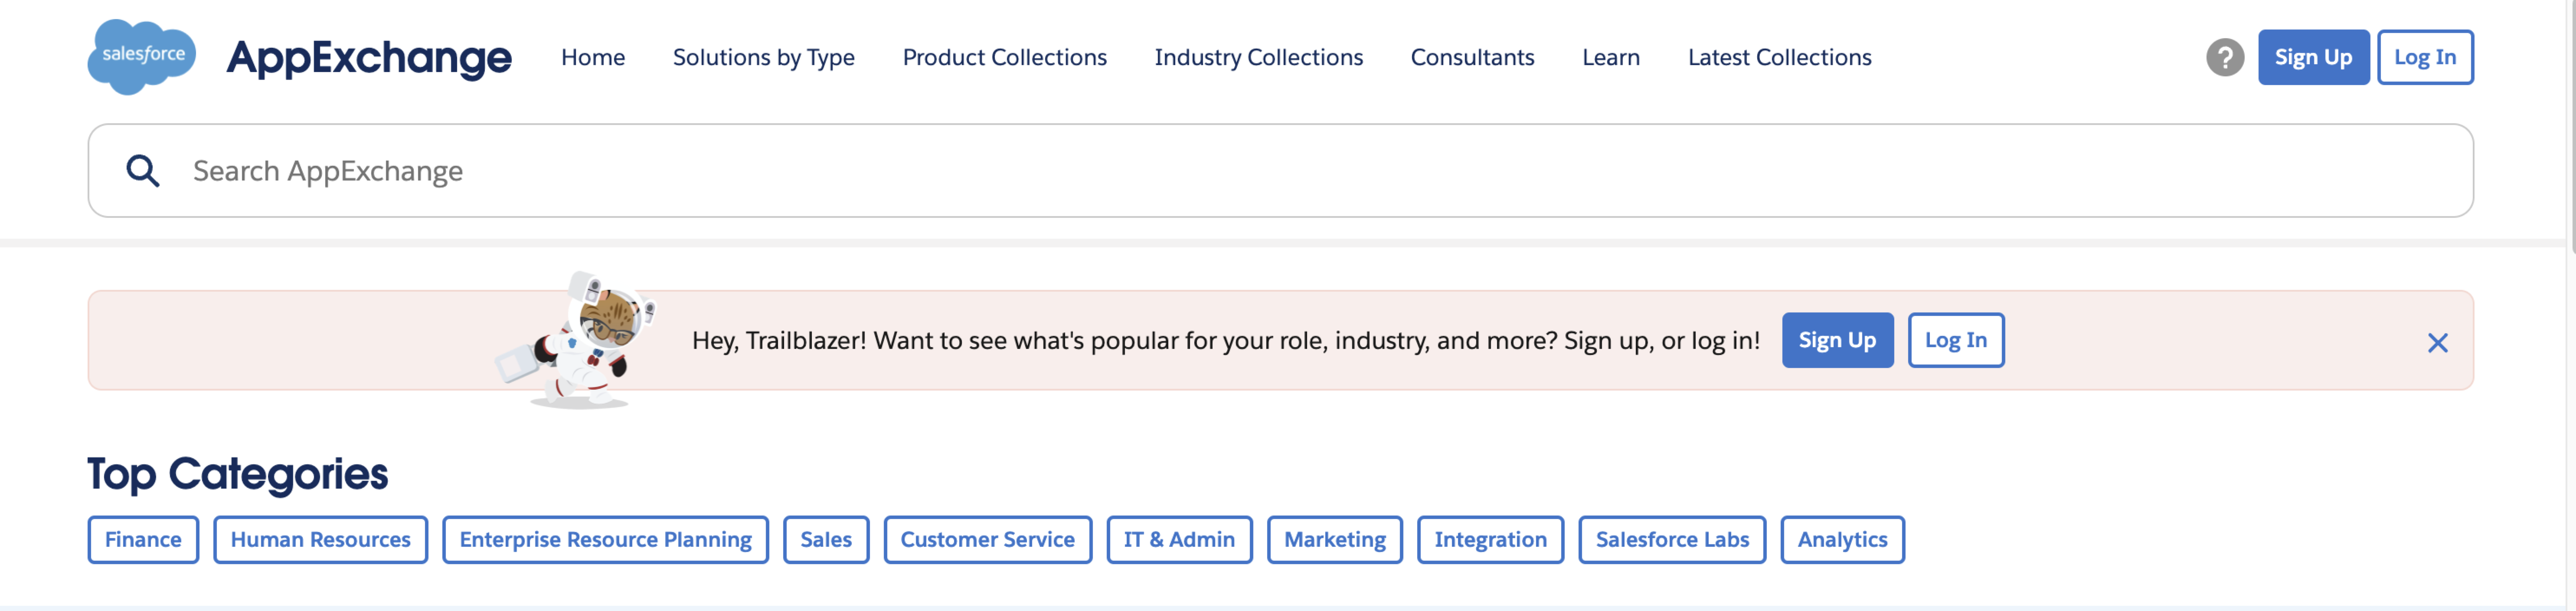 salesforce AppExchange Home Solutions by Type Product Collections Industry Collections Consultants Learn Latest Collections ? Sign Up Log In
Search AppExchange
Hey, Trailblazer! Want to see what's popular for your role, industry, and more? Sign up, or log in! Sign Up Log In
Top Categories
Finance Human Resources Enterprise Resource Planning Sales Customer Service IT & Admin Marketing Integration Salesforce Labs Analytics